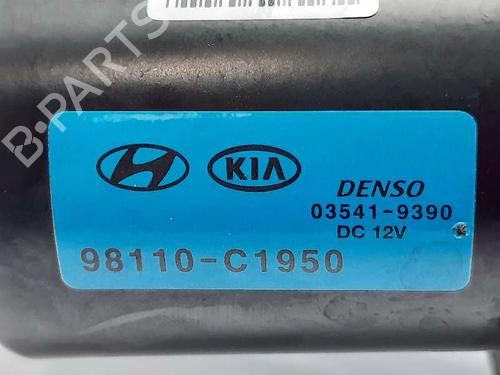 KIA
DENSO
03541-9390
DC 12V
98110-C1950
B-PARTS